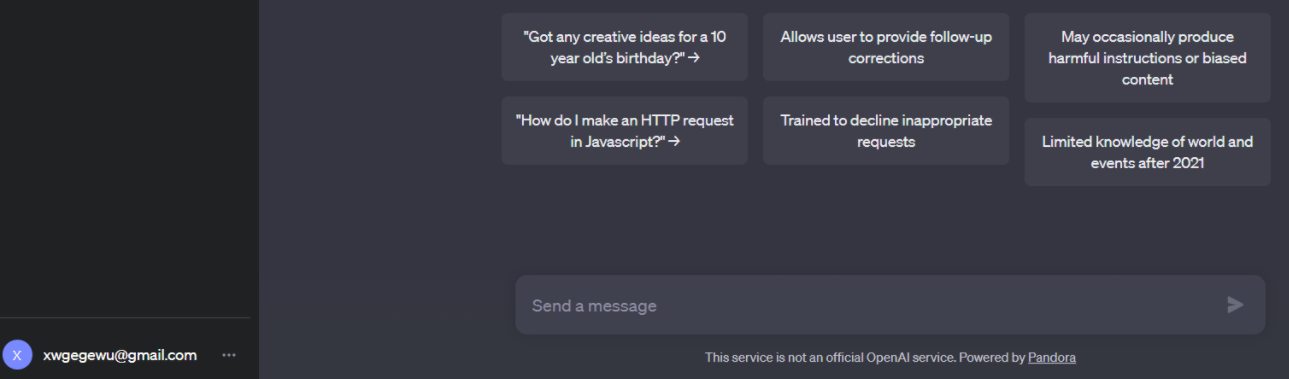 "Got any creative ideas for a 10
year old’s birthday?" →
"How do I make an HTTP request
in Javascript?" →
Allows user to provide follow-up
corrections
Trained to decline inappropriate
requests
May occasionally produce
harmful instructions or biased
content
Limited knowledge of world and
events after 2021
Send a message
X
xwgegewu@gmail.com
...
This service is not an official OpenAI service. Powered by Pandora